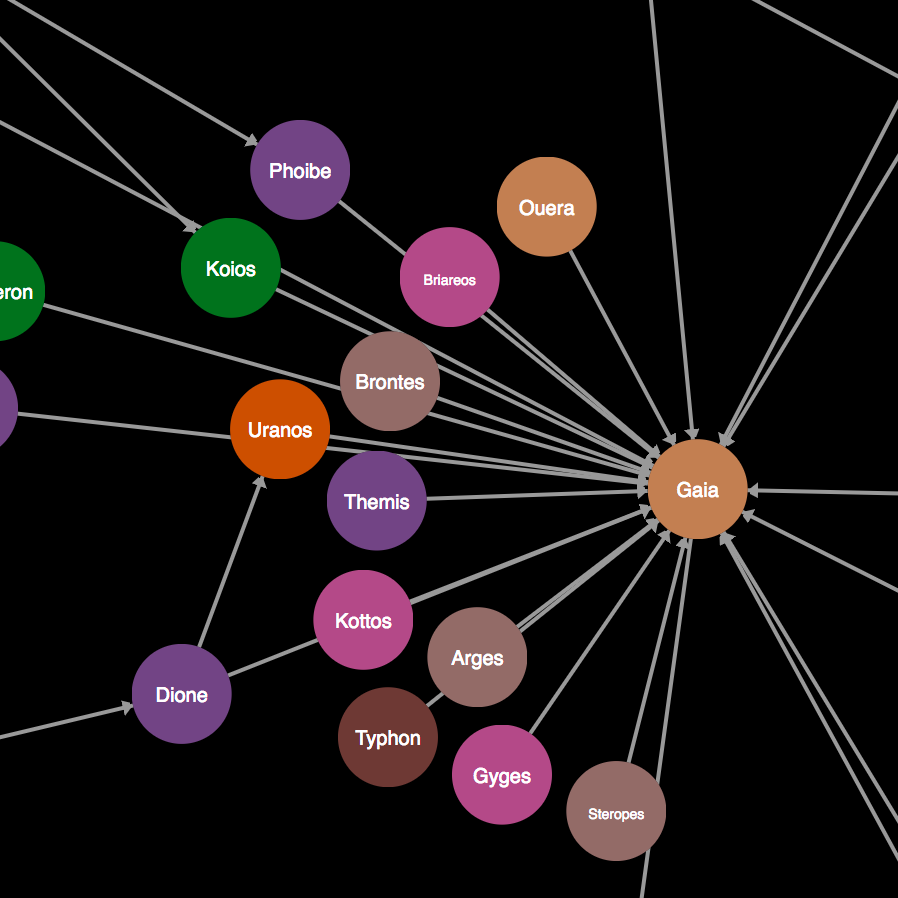 Phoibe
Ouera
Koios
Briareos
eron
Brontes
Uranos
Gaia
Themis
Kottos
Arges
Dione
Typhon
Gyges
Steropes